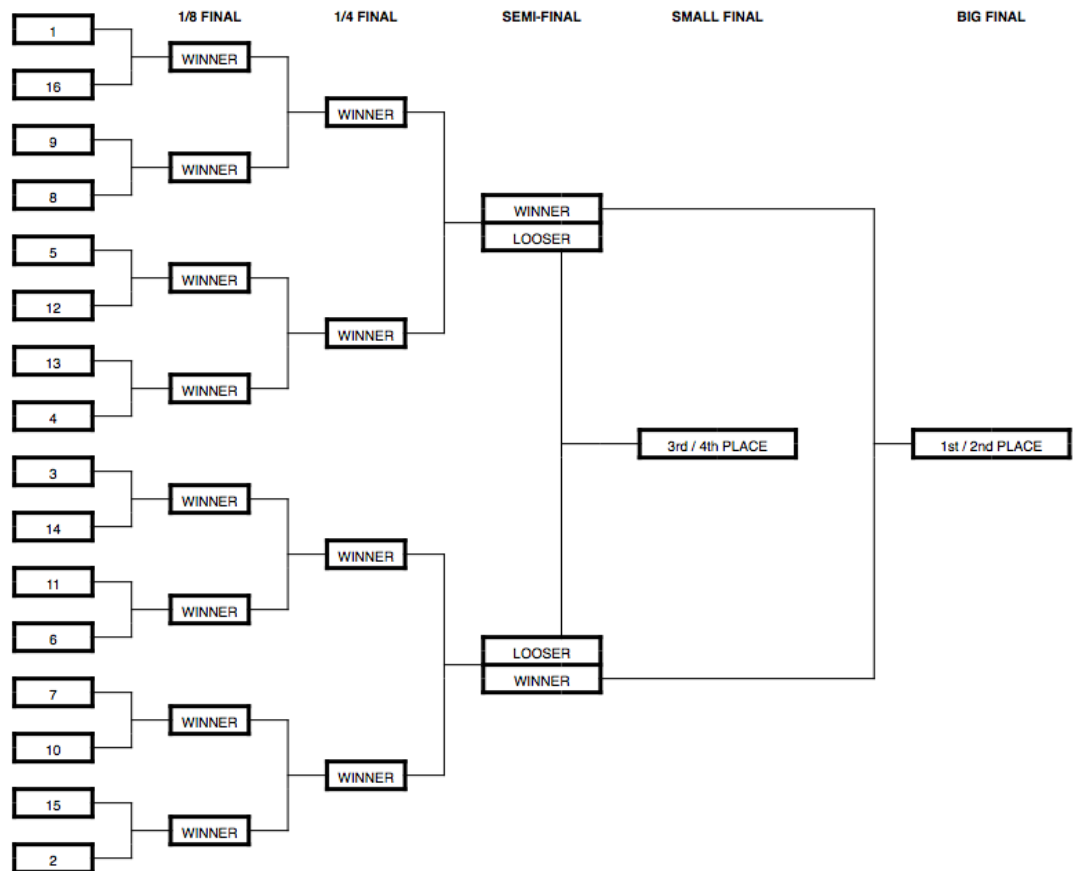 1/8 FINAL 1/4 FINAL SEMI-FINAL SMALL FINAL BIG FINAL
1
WINNER
16
WINNER
9
WINNER
8
WINNER
LOOSER
5
WINNER
12
WINNER
13
WINNER
4
3rd / 4th PLACE 1st / 2nd PLACE
3
WINNER
14
WINNER
11
WINNER
6
LOOSER
WINNER
7
WINNER
10
WINNER
15
WINNER
2